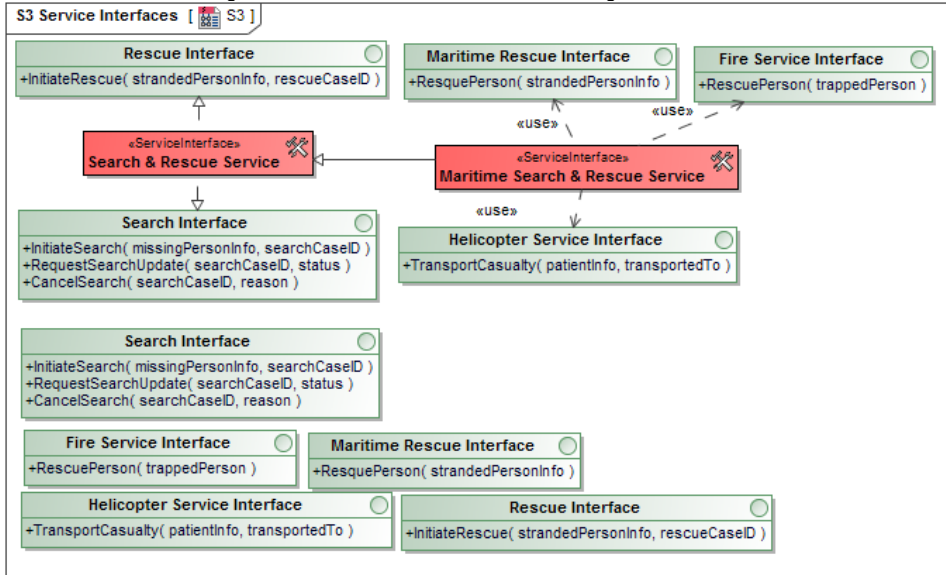 S3 Service Interfaces [ S3 ]
Rescue Interface
+InitiateRescue( strandedPersonInfo, rescueCaseID )
Maritime Rescue Interface
+ResquePerson( strandedPersonInfo )
Fire Service Interface
+RescuePerson( trappedPerson )
«use»
«use»
«ServiceInterface»
Search & Rescue Service
«ServiceInterface»
Maritime Search & Rescue Service
«use»
Search Interface
+InitiateSearch( missingPersonInfo, searchCaseID )
+RequestSearchUpdate( searchCaseID, status )
+CancelSearch( searchCaseID, reason )
Helicopter Service Interface
+TransportCasualty( patientInfo, transportedTo )
Search Interface
+InitiateSearch( missingPersonInfo, searchCaseID )
+RequestSearchUpdate( searchCaseID, status )
+CancelSearch( searchCaseID, reason )
Fire Service Interface
+RescuePerson( trappedPerson )
Maritime Rescue Interface
+ResquePerson( strandedPersonInfo )
Helicopter Service Interface
+TransportCasualty( patientInfo, transportedTo )
Rescue Interface
+InitiateRescue( strandedPersonInfo, rescueCaseID )